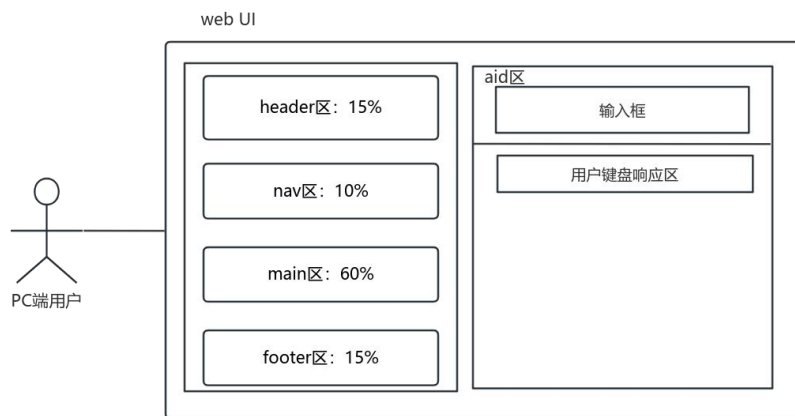 web UI
header区：15%
nav区：10%
main区：60%
footer区：15%
aid区
输入框
用户键盘响应区
PC端用户